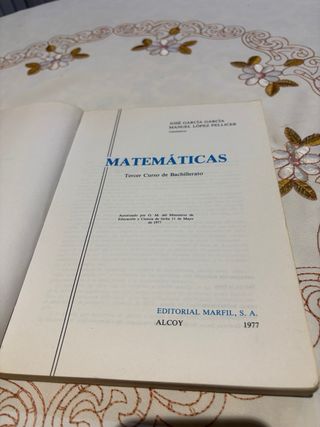 JOSÉ GARCÍA GARCÍA
MANUEL LÓPEZ PELLICER
MATEMÁTICAS
Tercer Curso de Bachillerato
Autorizado por O. M. del Ministerio de
Educación y Ciencia de fecha 11 de Mayo
de 1977
EDITORIAL MARFIL, S. A.
ALCOY 1977